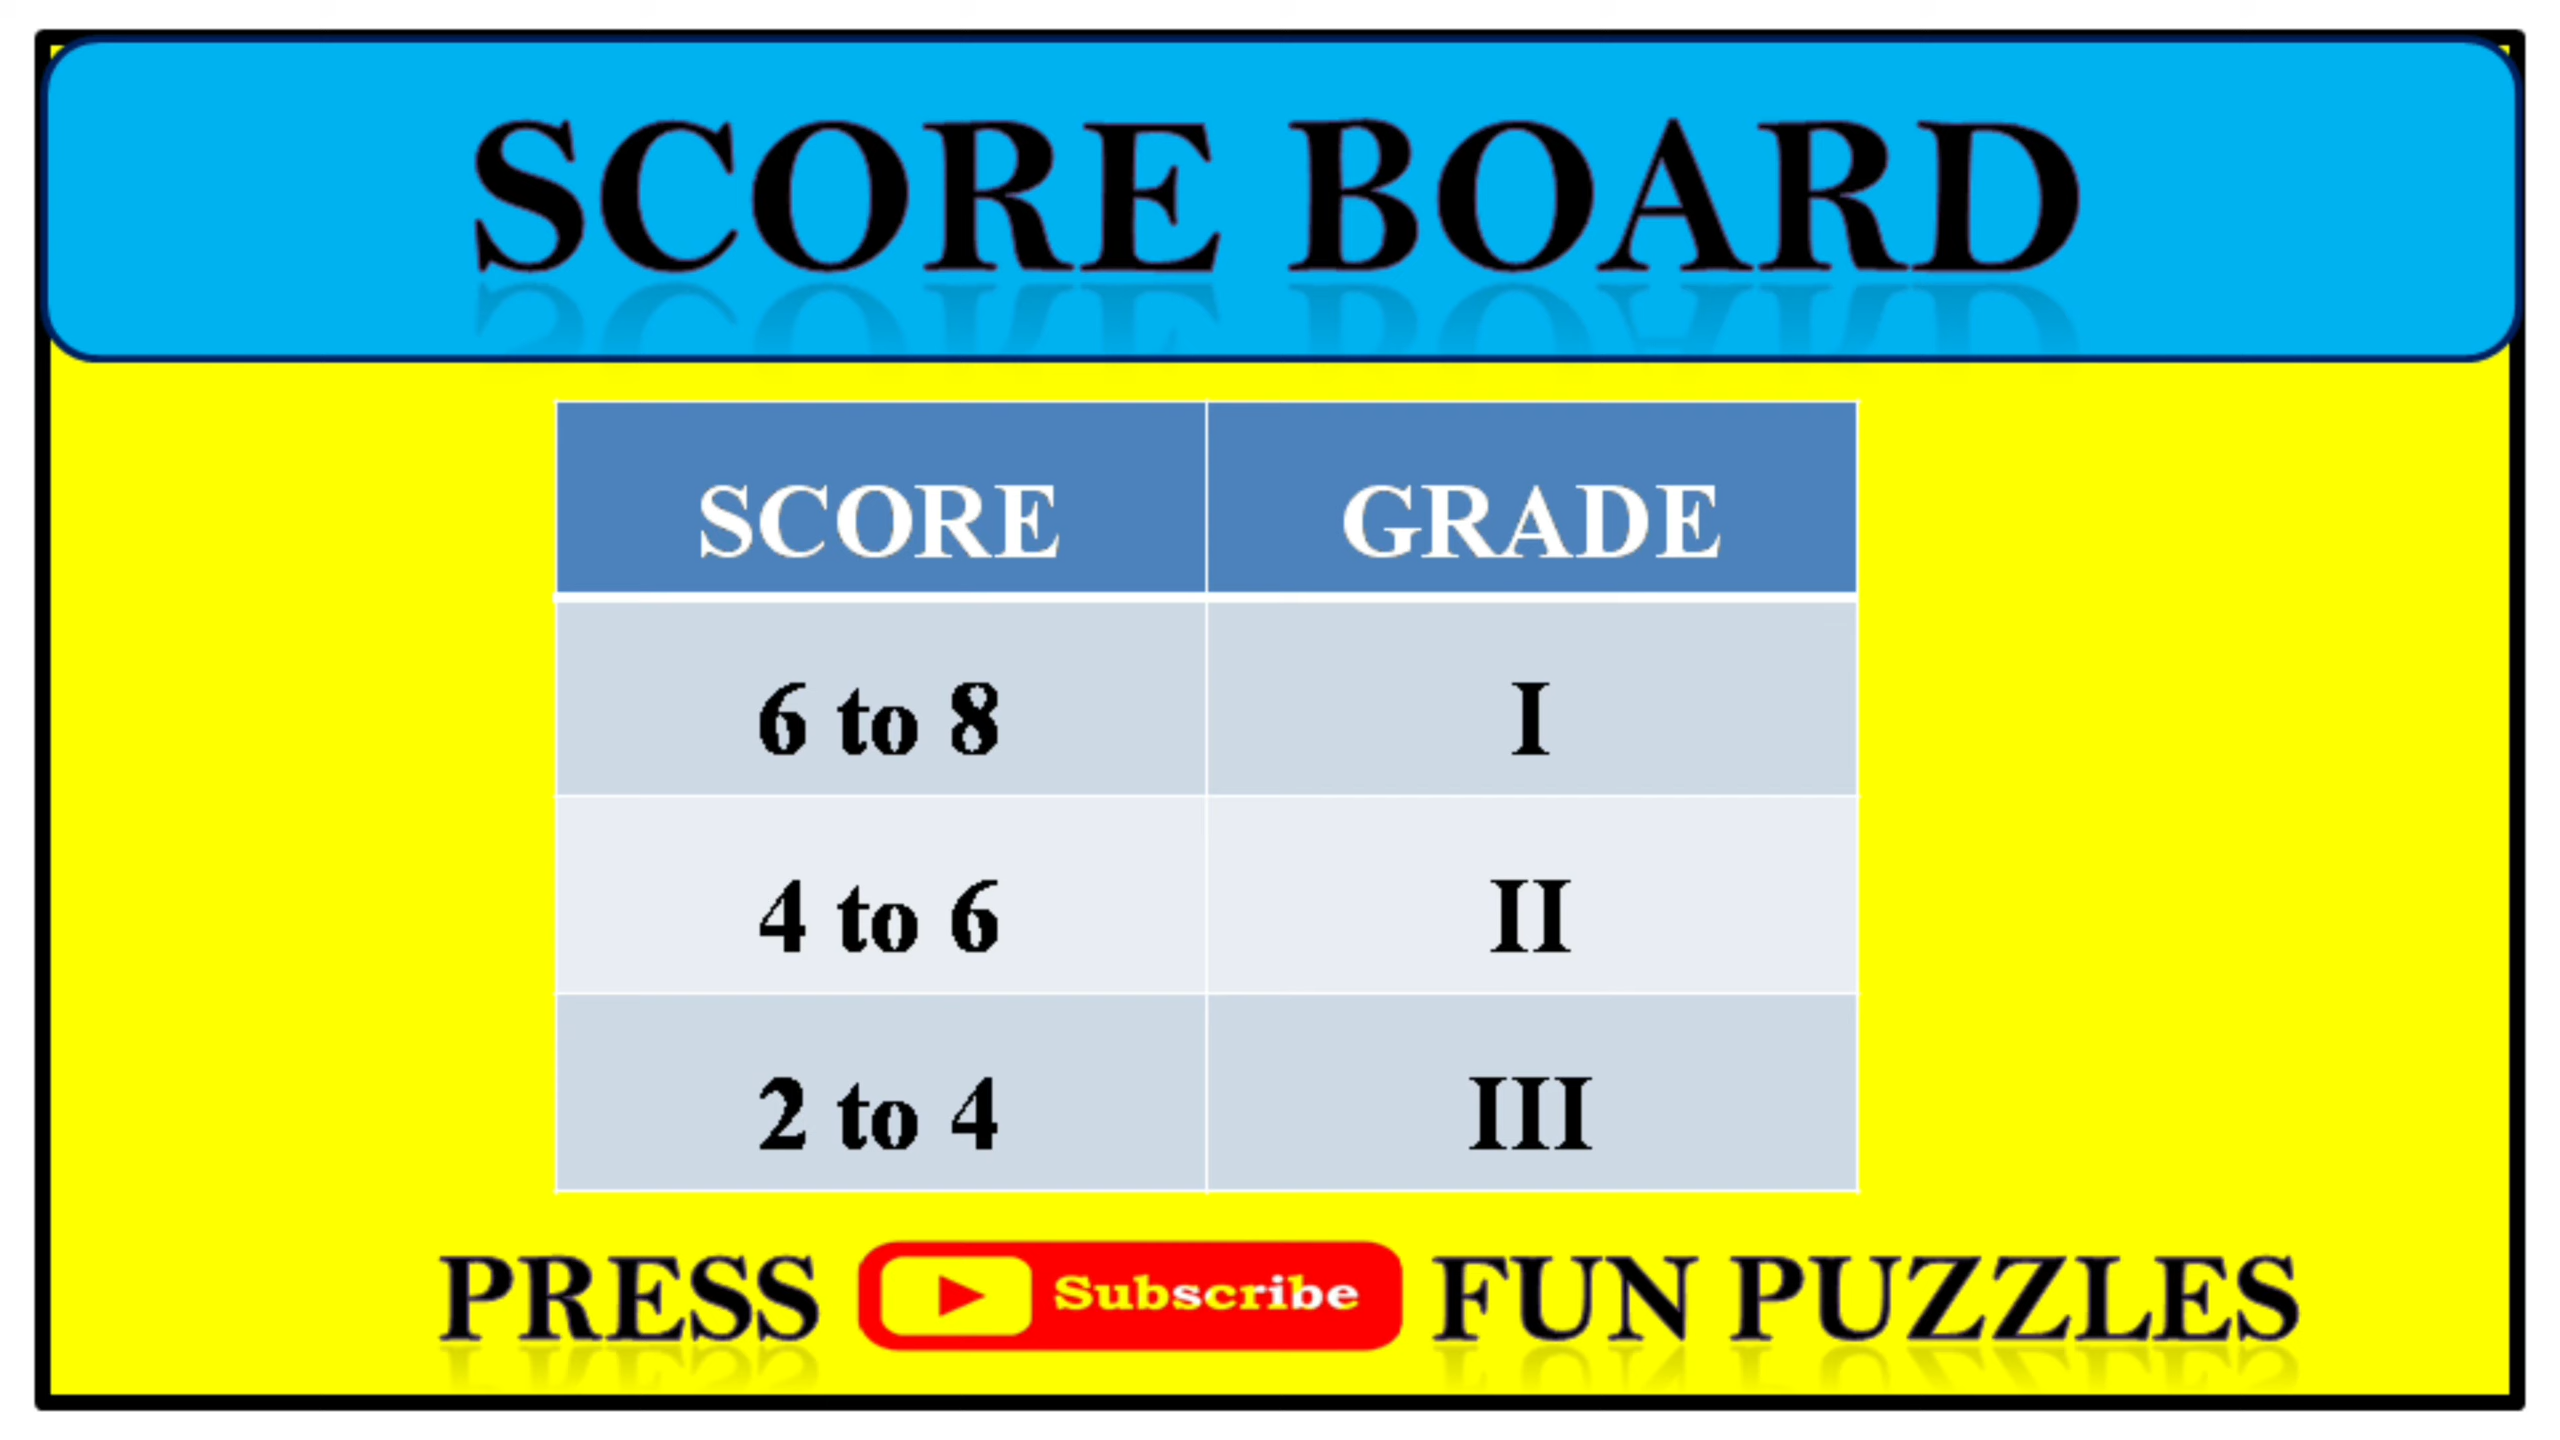 SCORE BOARD
SCORE GRADE
6 to 8 I
4 to 6 II
2 to 4 III
PRESS Subscribe FUN PUZZLES